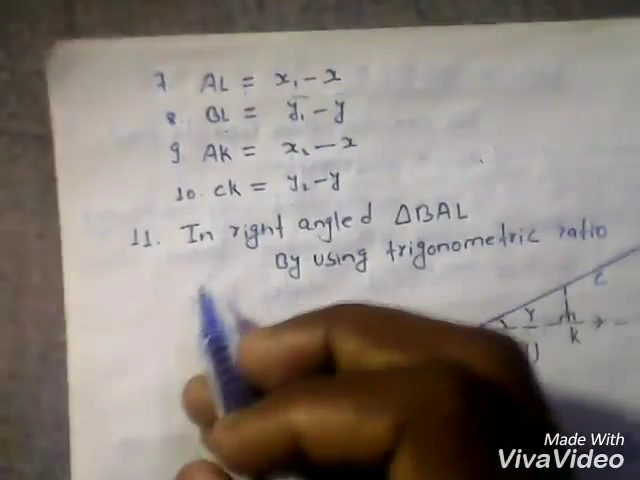 7. AL = x₁ - x
8. BL = y₁ - y
9 AK = x₂ - x
10. CK = y₂ - y
11. In right angled ΔBAL
By using trigonometric ratio
C
K
Made With
VivaVideo